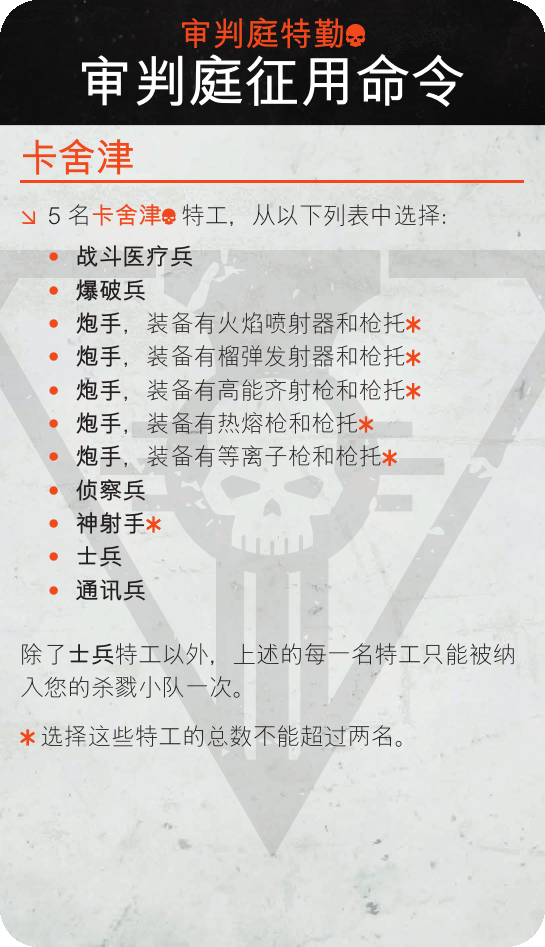 审判庭特勤
审判庭征用命令
卡舍津
5 名卡舍津 特工，从以下列表中选择:
• 战斗医疗兵
• 爆破兵
• 炮手，装备有火焰喷射器和枪托*
• 炮手，装备有榴弹发射器和枪托*
• 炮手，装备有高能齐射枪和枪托*
• 炮手，装备有热熔枪和枪托*
• 炮手，装备有等离子枪和枪托*
• 侦察兵
• 神射手*
• 士兵
• 通讯兵
除了士兵特工以外，上述的每一名特工只能被纳
入您的杀戮小队一次。
* 选择这些特工的总数不能超过两名。